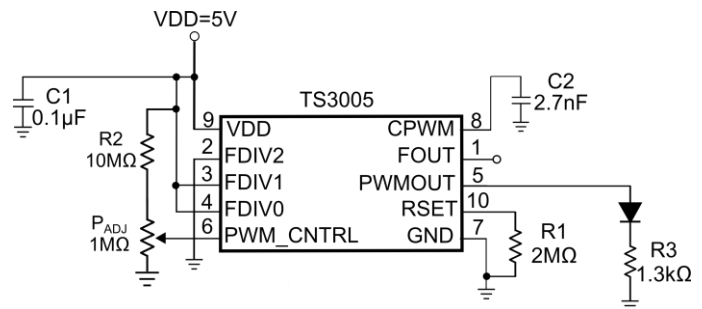 VDD=5V
C1
0.1µF
TS3005
C2
2.7nF
R2
10MΩ
P_ADJ
1MΩ
9
VDD
CPWM
8
2
FDIV2
FOUT
1
3
FDIV1
PWMOUT
5
4
FDIV0
RSET
10
6
PWM_CNTRL
GND
7
R1
2MΩ
R3
1.3kΩ